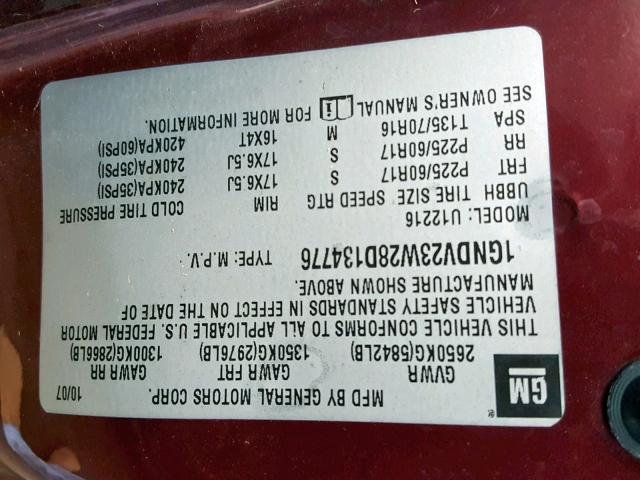 MFD BY GENERAL MOTORS CORP. 10/07
GM
GVWR GAWR FRT GAWR RR
2650KG(5842LB) 1350KG(2976LB) 1300KG(2866LB)
THIS VEHICLE CONFORMS TO ALL APPLICABLE U.S. FEDERAL MOTOR
VEHICLE SAFETY STANDARDS IN EFFECT ON THE DATE OF
MANUFACTURE SHOWN ABOVE.
1GNDV23W28D134776 TYPE: M.P.V.
MODEL: U12216
UBBH TIRE SIZE SPEED RTG RIM COLD TIRE PRESSURE
FRT P225/60R17 S 17X6.5J 240KPA(35PSI)
RR P225/60R17 S 17X6.5J 240KPA(35PSI)
SPA T135/70R16 M 16X4T 420KPA(60PSI)
SEE OWNER'S MANUAL FOR MORE INFORMATION.